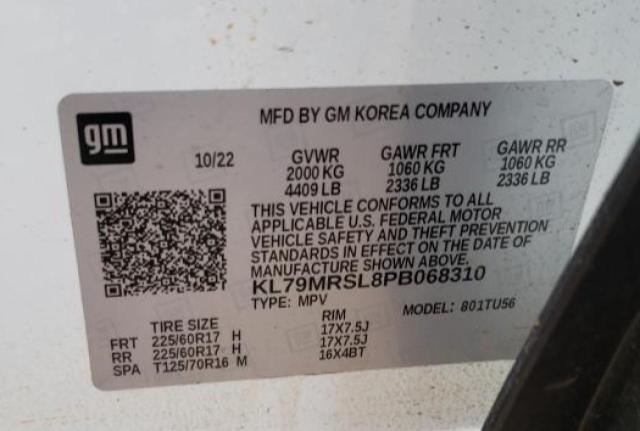 MFD BY GM KOREA COMPANY
gm
10/22 GVWR GAWR FRT GAWR RR
2000 KG 1060 KG 1060 KG
4409 LB 2336 LB 2336 LB
THIS VEHICLE CONFORMS TO ALL
APPLICABLE U.S. FEDERAL MOTOR
VEHICLE SAFETY AND THEFT PREVENTION
STANDARDS IN EFFECT ON THE DATE OF
MANUFACTURE SHOWN ABOVE.
KL79MRSL8PB068310
TYPE: MPV MODEL: 801TU56
TIRE SIZE RIM
FRT 225/60R17 H 17X7.5J
RR 225/60R17 H 17X7.5J
SPA T125/70R16 M 16X4BT